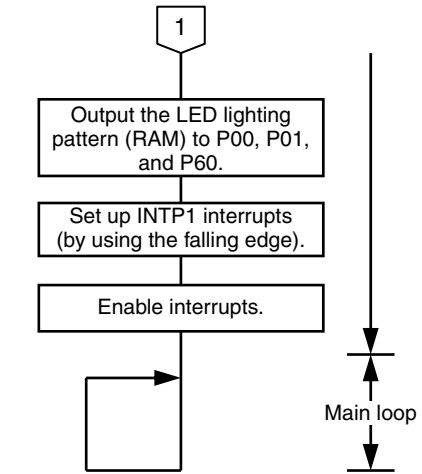 1
Output the LED lighting
pattern (RAM) to P00, P01,
and P60.
Set up INTP1 interrupts
(by using the falling edge).
Enable interrupts.
Main loop